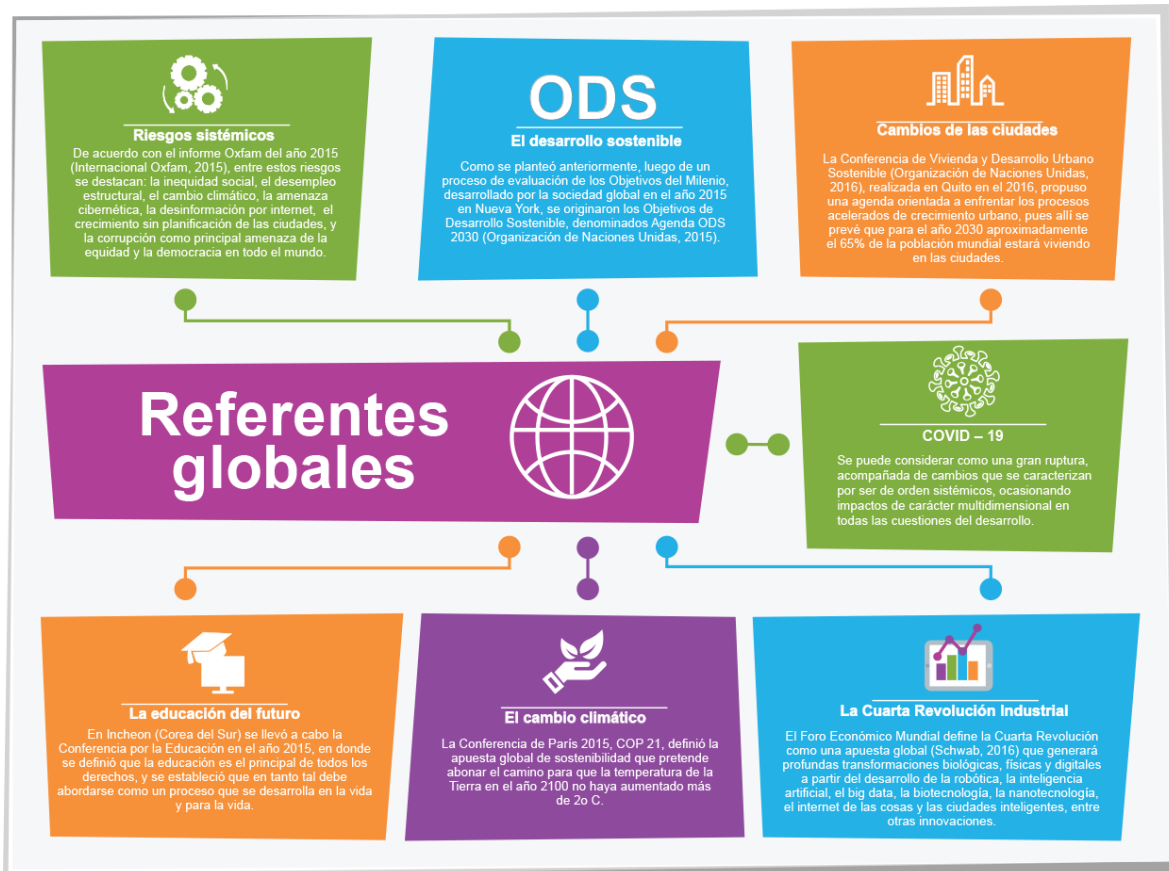 Riesgos sistémicos
De acuerdo con el informe Oxfam del año 2015
(Internacional Oxfam, 2015), entre estos riesgos
se destacan: la inequidad social, el desempleo
estructural, el cambio climático, la amenaza
cibernética, la desinformación por internet, el
crecimiento sin planificación de las ciudades, y
la corrupción como principal amenaza de la
equidad y la democracia en todo el mundo.
ODS
El desarrollo sostenible
Como se planteó anteriormente, luego de un
proceso de evaluación de los Objetivos del Milenio,
desarrollado por la sociedad global en el año 2015
en Nueva York, se originaron los Objetivos de
Desarrollo Sostenible, denominados Agenda ODS
2030 (Organización de Naciones Unidas, 2015).
Cambios de las ciudades
La Conferencia de Vivienda y Desarrollo Urbano
Sostenible (Organización de Naciones Unidas,
2016), realizada en Quito en el 2016, propuso
una agenda orientada a enfrentar los procesos
acelerados de crecimiento urbano, pues allí se
prevé que para el año 2030 aproximadamente
el 65% de la población mundial estará viviendo
en las ciudades.
Referentes
globales
COVID – 19
Se puede considerar como una gran ruptura,
acompañada de cambios que se caracterizan
por ser de orden sistémicos, ocasionando
impactos de carácter multidimensional en
todas las cuestiones del desarrollo.
La educación del futuro
En Incheon (Corea del Sur) se llevó a cabo la
Conferencia por la Educación en el año 2015, en donde
se definió que la educación es el principal de todos los
derechos, y se estableció que en tanto tal debe
abordarse como un proceso que se desarrolla en la vida
y para la vida.
El cambio climático
La Conferencia de París 2015, COP 21, definió la
apuesta global de sostenibilidad que pretende
abonar el camino para que la temperatura de la
Tierra en el año 2100 no haya aumentado más
de 2o C.
La Cuarta Revolución Industrial
El Foro Económico Mundial define la Cuarta Revolución
como una apuesta global (Schwab, 2016) que generará
profundas transformaciones biológicas, físicas y digitales
a partir del desarrollo de la robótica, la inteligencia
artificial, el big data, la biotecnología, la nanotecnología,
el internet de las cosas y las ciudades inteligentes, entre
otras innovaciones.